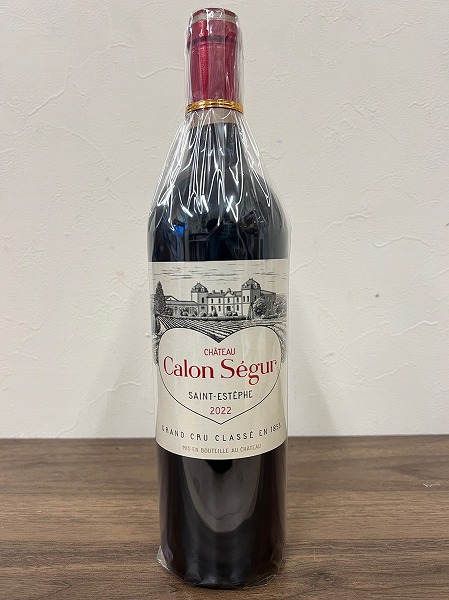 CHÂTEAU
Calon Ségur
SAINT-ESTÈPHE
2022
GRAND CRU CLASSÉ EN 1855
MIS EN BOUTEILLE AU CHÂTEAU